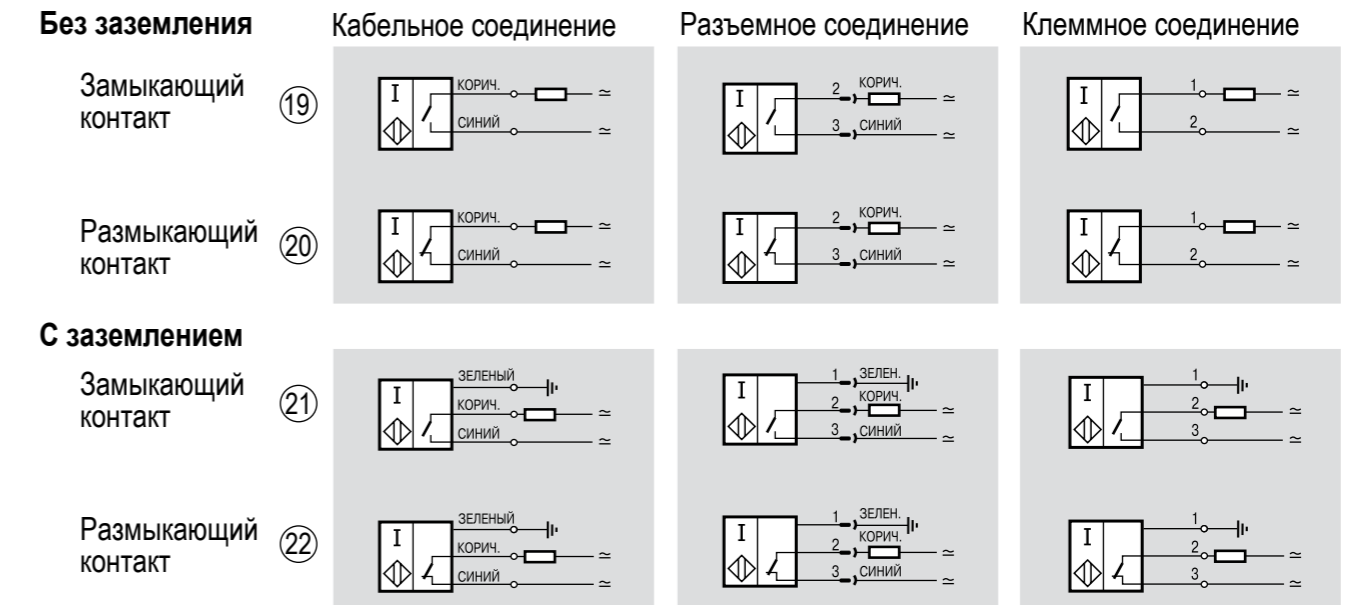 Без заземления
Кабельное соединение
Разъемное соединение
Клеммное соединение
Замыкающий
контакт
19
I
КОРИЧ.
≃
СИНИЙ
≃
I
2 КОРИЧ.
≃
3 СИНИЙ
≃
I
1
≃
2
≃
Размыкающий
контакт
20
I
КОРИЧ.
≃
СИНИЙ
≃
I
2 КОРИЧ.
≃
3 СИНИЙ
≃
I
1
≃
2
≃
С заземлением
Замыкающий
контакт
21
I
ЗЕЛЕНЫЙ
КОРИЧ.
≃
СИНИЙ
≃
I
1 ЗЕЛЕН.
2 КОРИЧ.
≃
3 СИНИЙ
≃
I
1
2
≃
3
≃
Размыкающий
контакт
22
I
ЗЕЛЕНЫЙ
КОРИЧ.
≃
СИНИЙ
≃
I
1 ЗЕЛЕН.
2 КОРИЧ.
≃
3 СИНИЙ
≃
I
1
2
≃
3
≃